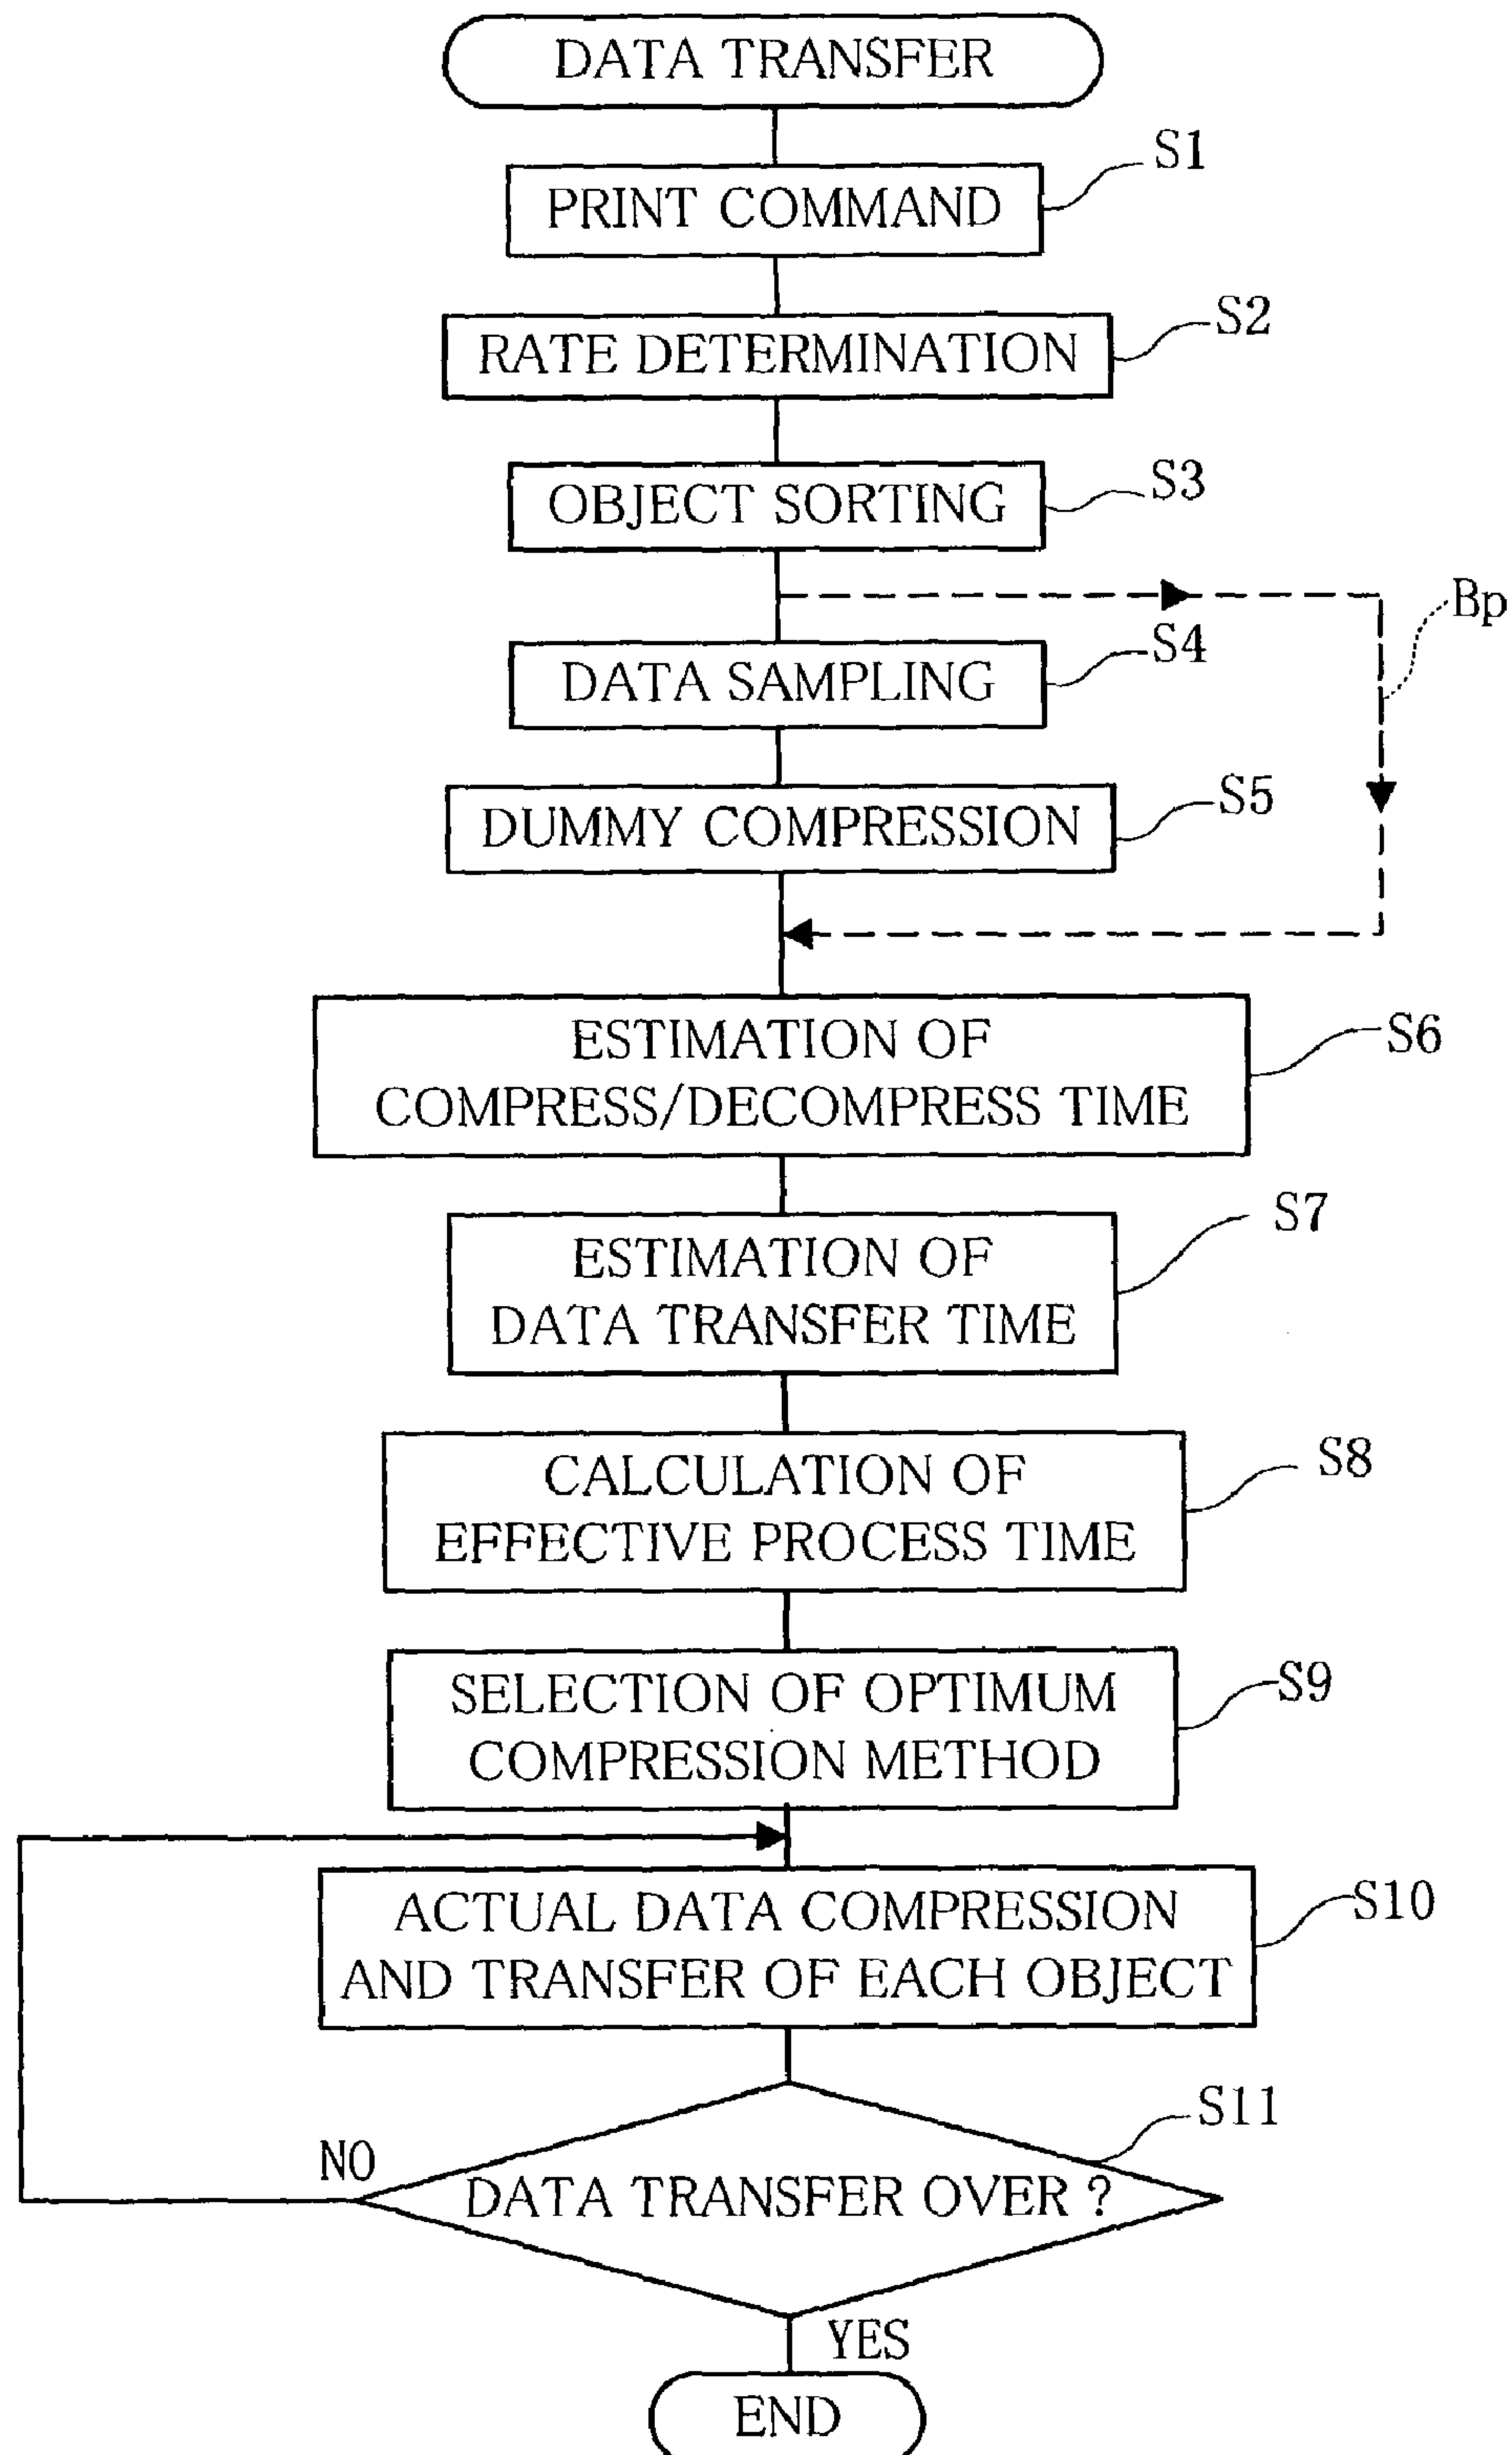 DATA TRANSFER
S1
PRINT COMMAND
S2
RATE DETERMINATION
S3
OBJECT SORTING
Bp
S4
DATA SAMPLING
S5
DUMMY COMPRESSION
S6
ESTIMATION OF
COMPRESS/DECOMPRESS TIME
S7
ESTIMATION OF
DATA TRANSFER TIME
S8
CALCULATION OF
EFFECTIVE PROCESS TIME
S9
SELECTION OF OPTIMUM
COMPRESSION METHOD
S10
ACTUAL DATA COMPRESSION
AND TRANSFER OF EACH OBJECT
S11
NO
DATA TRANSFER OVER ?
YES
END